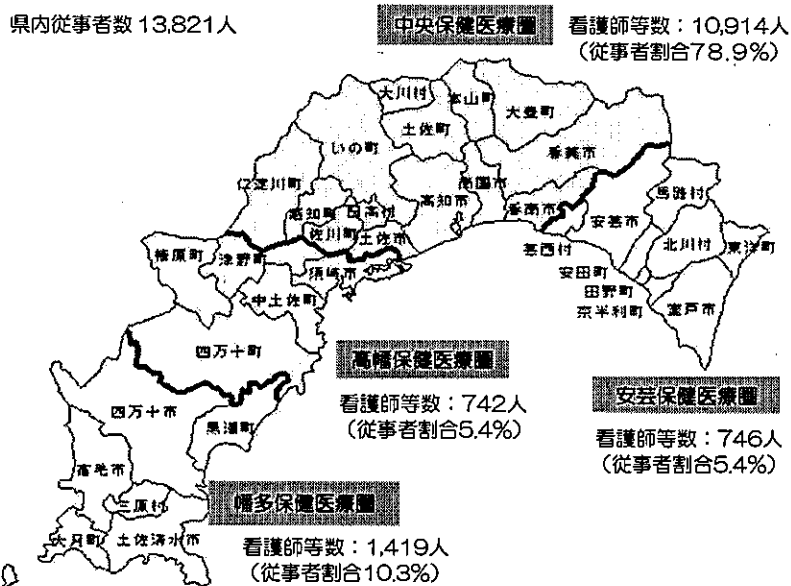 県内従事者数 13,821人
中央保健医療圏
看護師等数:10,914人
(従事者割合78.9%)
大川村
本山町
大豊町
土佐町
いの町
香美市
仁淀川町
高知市
南国市
馬路村
越知町
日高村
香南市
安芸市
佐川町
土佐市
北川村
東洋町
梼原町
津野町
須崎市
芸西村
安田町
中土佐町
田野町
室戸市
奈半利町
四万十町
高幡保健医療圏
看護師等数:742人
(従事者割合5.4%)
安芸保健医療圏
看護師等数:746人
(従事者割合5.4%)
四万十市
黒潮町
宿毛市
三原村
幡多保健医療圏
大月町
土佐清水市
看護師等数:1,419人
(従事者割合10.3%)